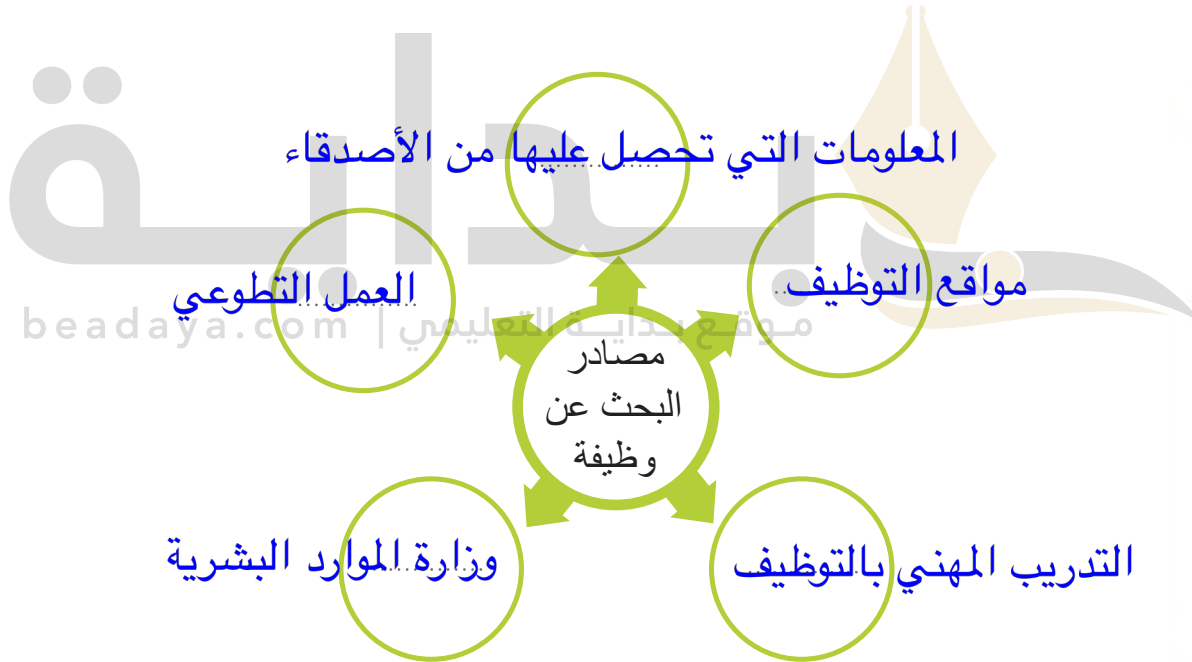 المعلومات التي تحصل عليها من الأصدقاء
مواقع التوظيف
العمل التطوعي
بداية
موقع بداية التعليمي | beadaya.com
مصادر
البحث عن
وظيفة
التدريب المهني بالتوظيف
وزارة الموارد البشرية